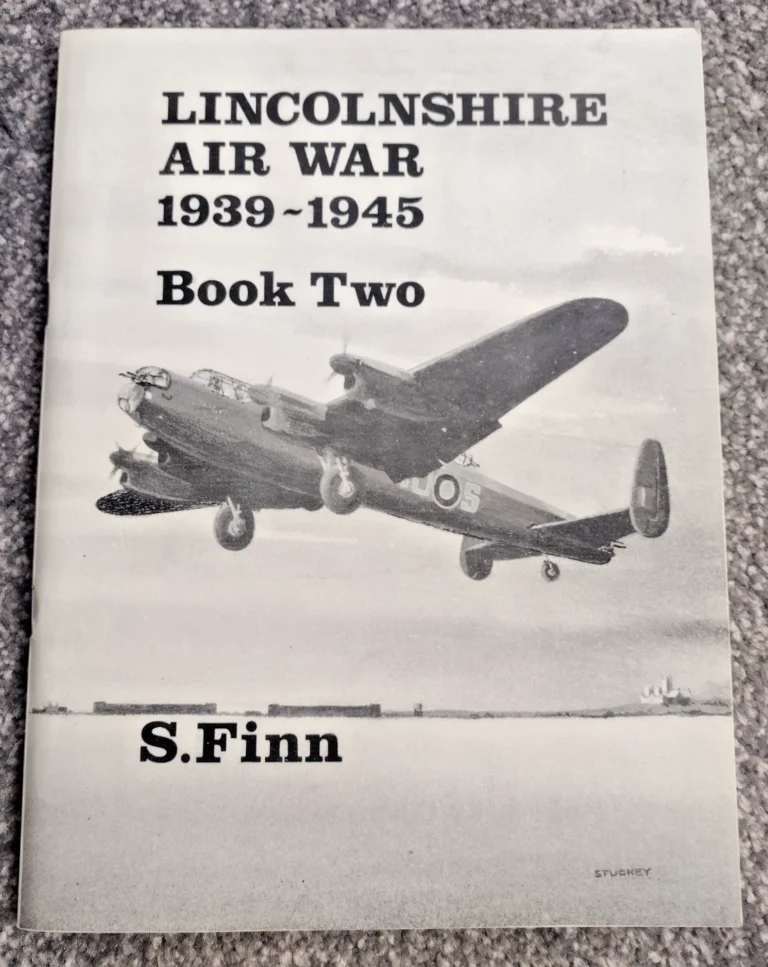 LINCOLNSHIRE
AIR WAR
1939~1945
Book Two
S
S.Finn
STUCKEY